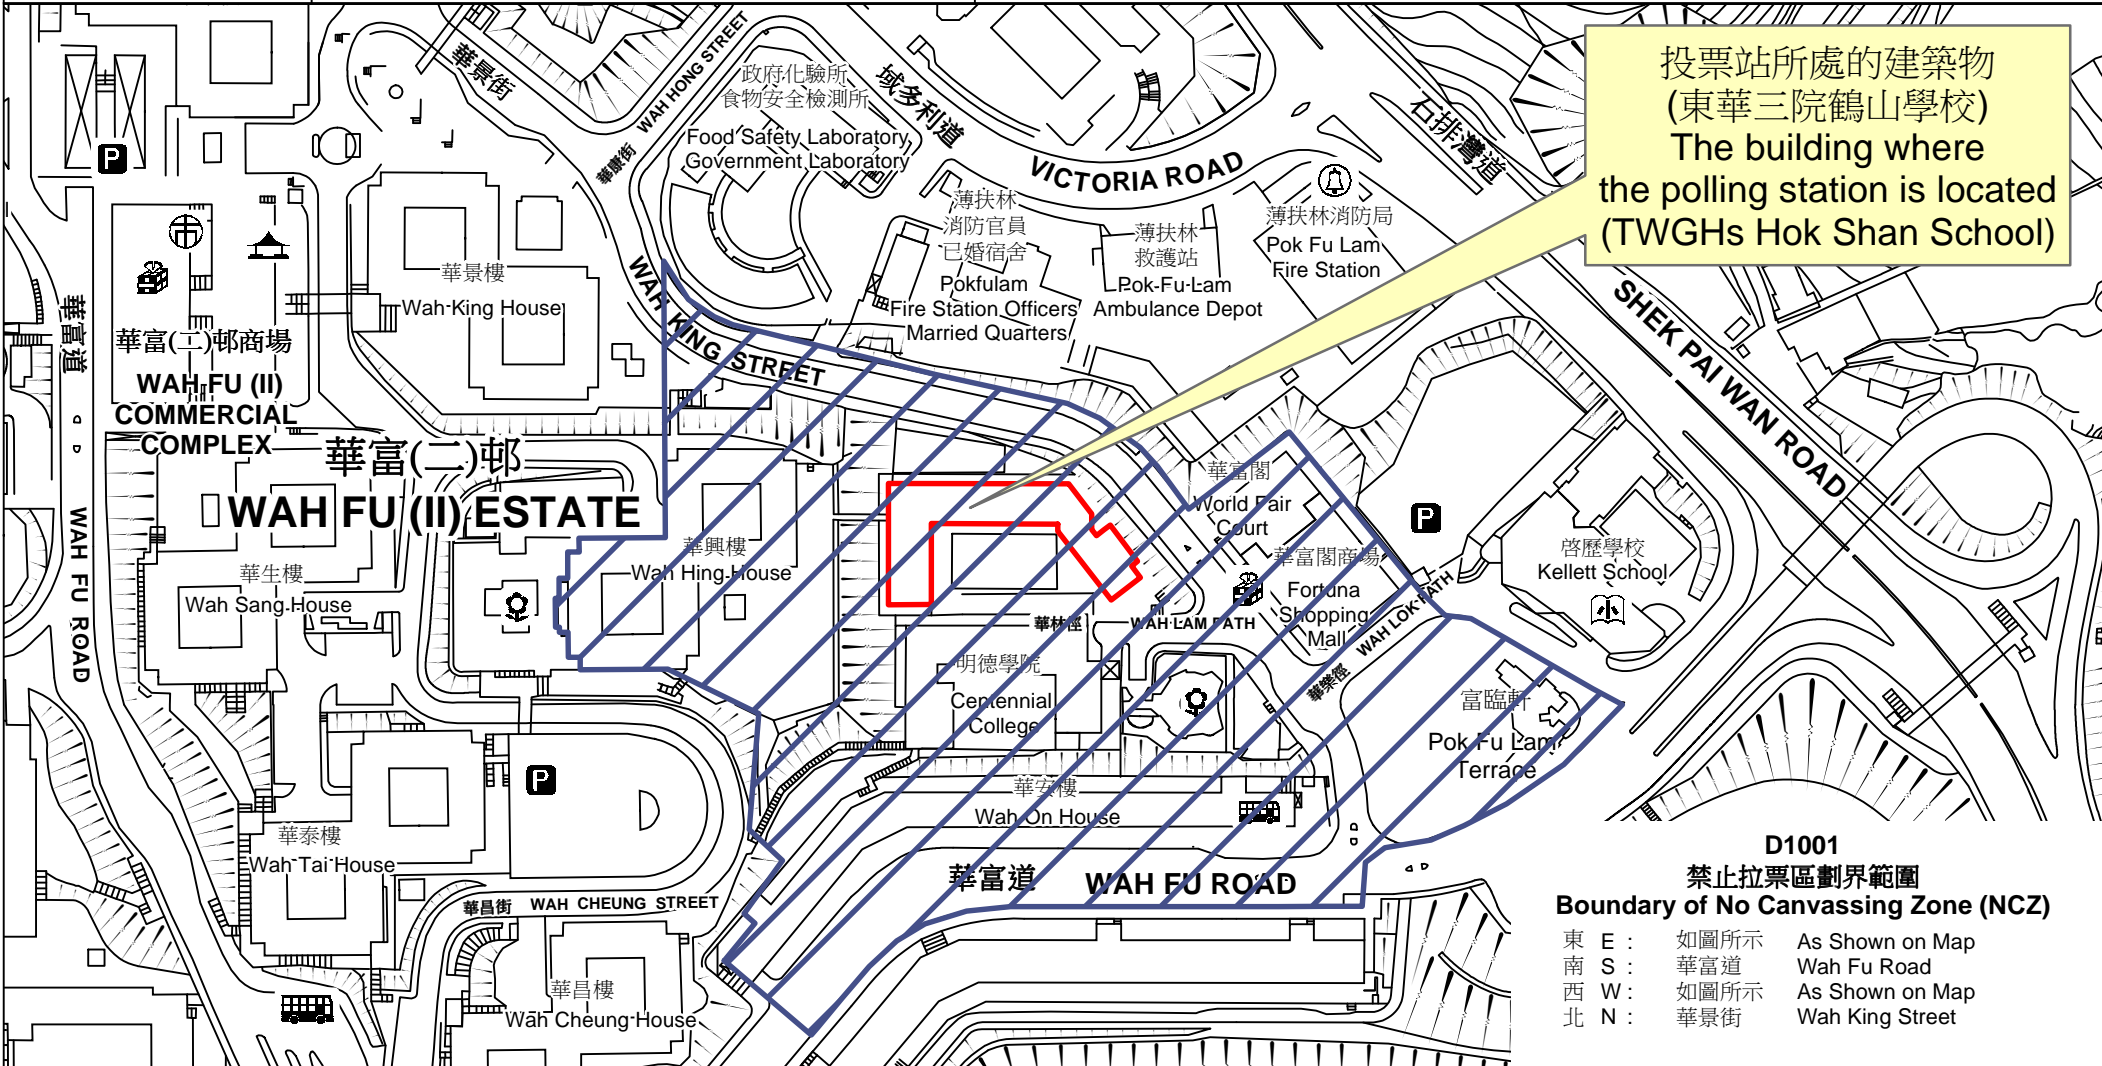 投票站所處的建築物
(東華三院鶴山學校)
The building where
the polling station is located
(TWGHs Hok Shan School)
華景街
WAH HONG STREET
華康街
政府化驗所
食物安全檢測所
Food Safety Laboratory
Government Laboratory
域多利道
VICTORIA ROAD
石排灣道
SHEK PAI WAN ROAD
薄扶林
消防官員
已婚宿舍
Pokfulam
Fire Station Officers
Married Quarters
薄扶林
救護站
Pok Fu Lam
Ambulance Depot
薄扶林消防局
Pok Fu Lam
Fire Station
P
華景樓
Wah King House
WAH KING STREET
華富道
華富(二)邨商場
WAH FU (II)
COMMERCIAL
COMPLEX
華富(二)邨
WAH FU (II) ESTATE
WAH FU ROAD
華生樓
Wah Sang House
華興樓
Wah Hing House
華富閣
World Fair
Court
華富閣商場
Fortuna
Shopping
Mall
P
啓歷學校
Kellett School
華林徑
WAH LAM PATH
華樂徑
WAH LOK PATH
明德學院
Centennial
College
富臨軒
Pok Fu Lam
Terrace
P
華安樓
Wah On House
華泰樓
Wah Tai House
華富道
WAH FU ROAD
華昌街
WAH CHEUNG STREET
華昌樓
Wah Cheung House
D1001
禁止拉票區劃界範圍
Boundary of No Canvassing Zone (NCZ)
東 E : 如圖所示 As Shown on Map
南 S : 華富道 Wah Fu Road
西 W : 如圖所示 As Shown on Map
北 N : 華景街 Wah King Street